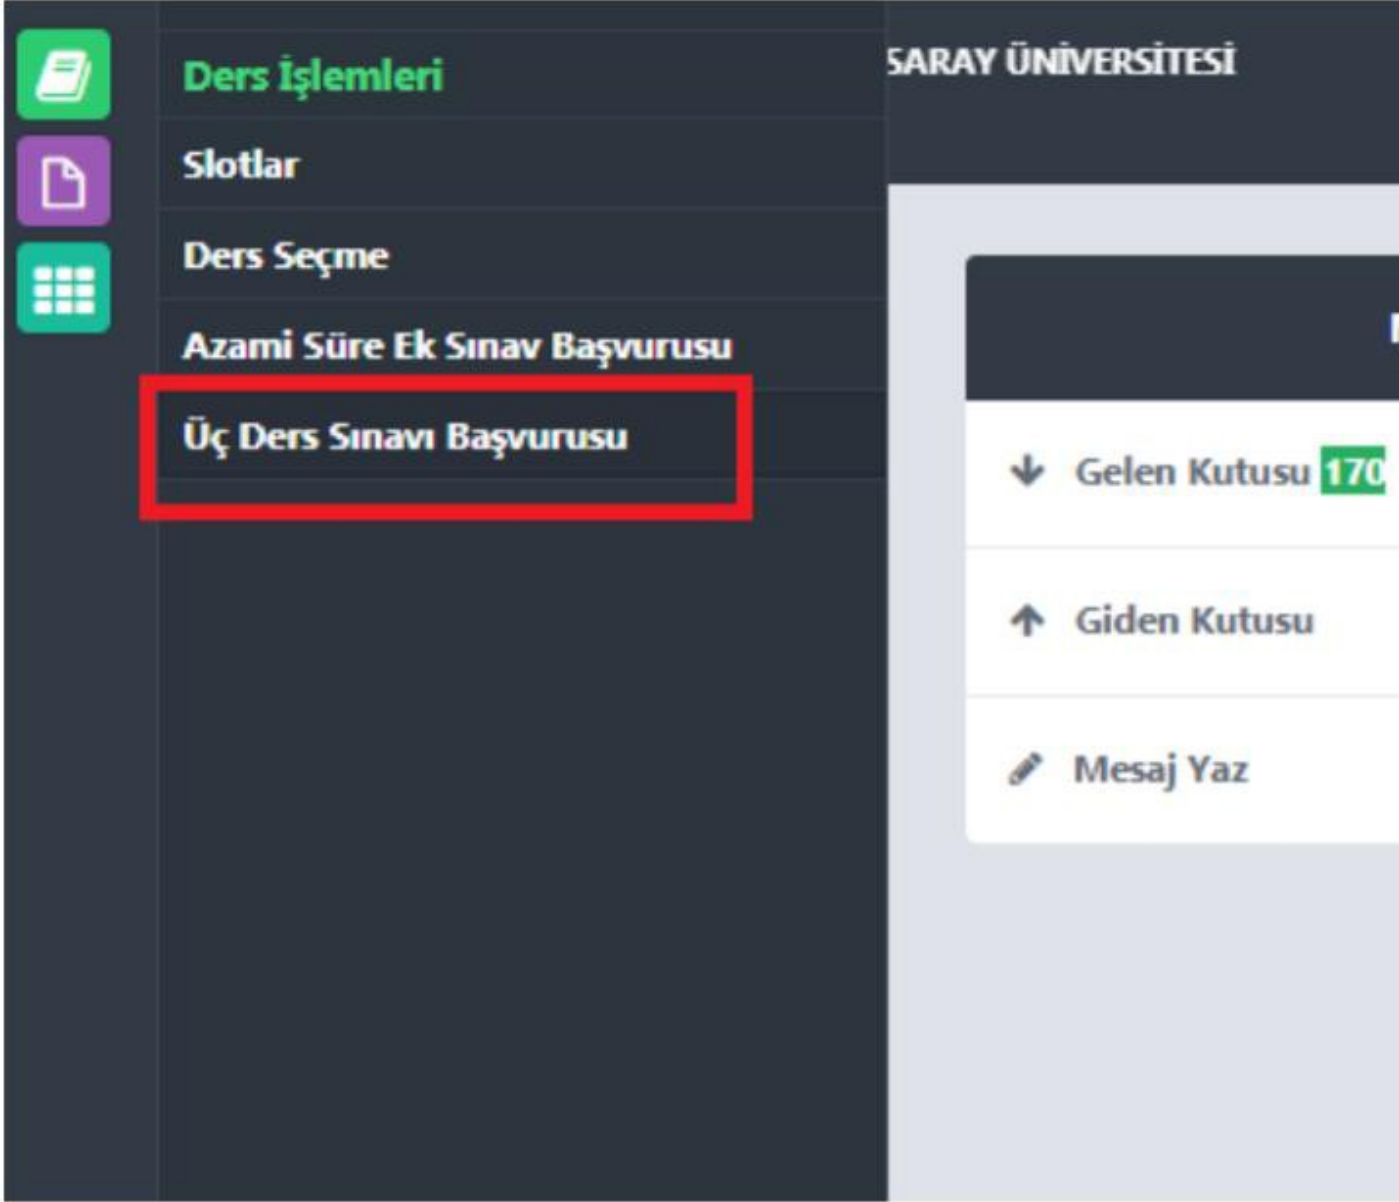 Ders İşlemleri
Slotlar
Ders Seçme
Azami Süre Ek Sınav Başvurusu
Üç Ders Sınavı Başvurusu
SARAY ÜNİVERSİTESİ
Gelen Kutusu 170
Giden Kutusu
Mesaj Yaz